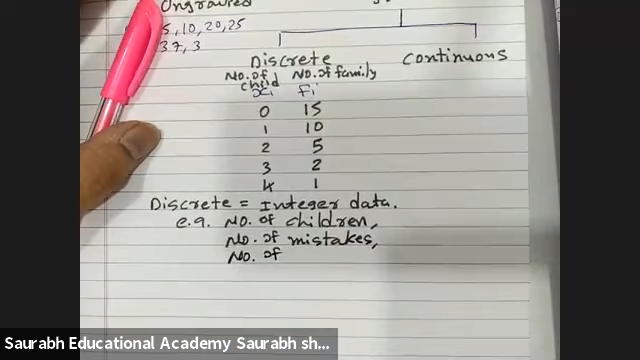 Ungrouped
5, 10, 20, 25
37, 3
Discrete
Continuous
No. of child
No. of family
xi fi
0 15
1 10
2 5
3 2
4 1
Discrete = Integer data.
e.g. No. of children,
No. of mistakes,
No. of
Saurabh Educational Academy Saurabh sh...